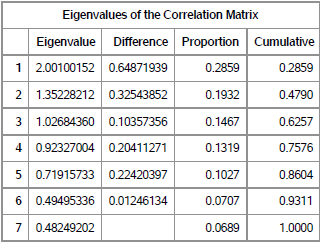 Eigenvalues of the Correlation Matrix
Eigenvalue Difference Proportion Cumulative
1 2.00100152 0.64871939 0.2859 0.2859
2 1.35228212 0.32543852 0.1932 0.4790
3 1.02684360 0.10357356 0.1467 0.6257
4 0.92327004 0.20411271 0.1319 0.7576
5 0.71915733 0.22420397 0.1027 0.8604
6 0.49495336 0.01246134 0.0707 0.9311
7 0.48249202 0.0689 1.0000